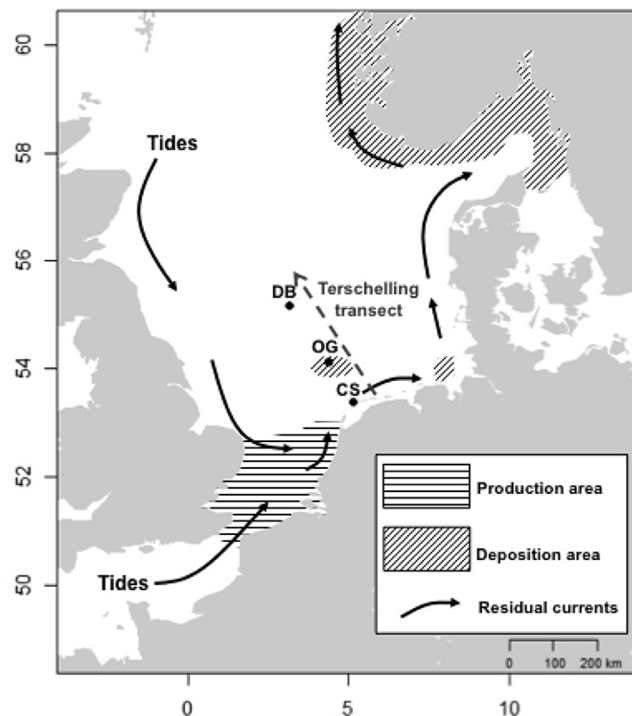 60
58
56
54
52
50
0
5
10
Tides
DB
Terschelling
transect
OG
CS
Tides
Production area
Deposition area
Residual currents
0 100 200 km